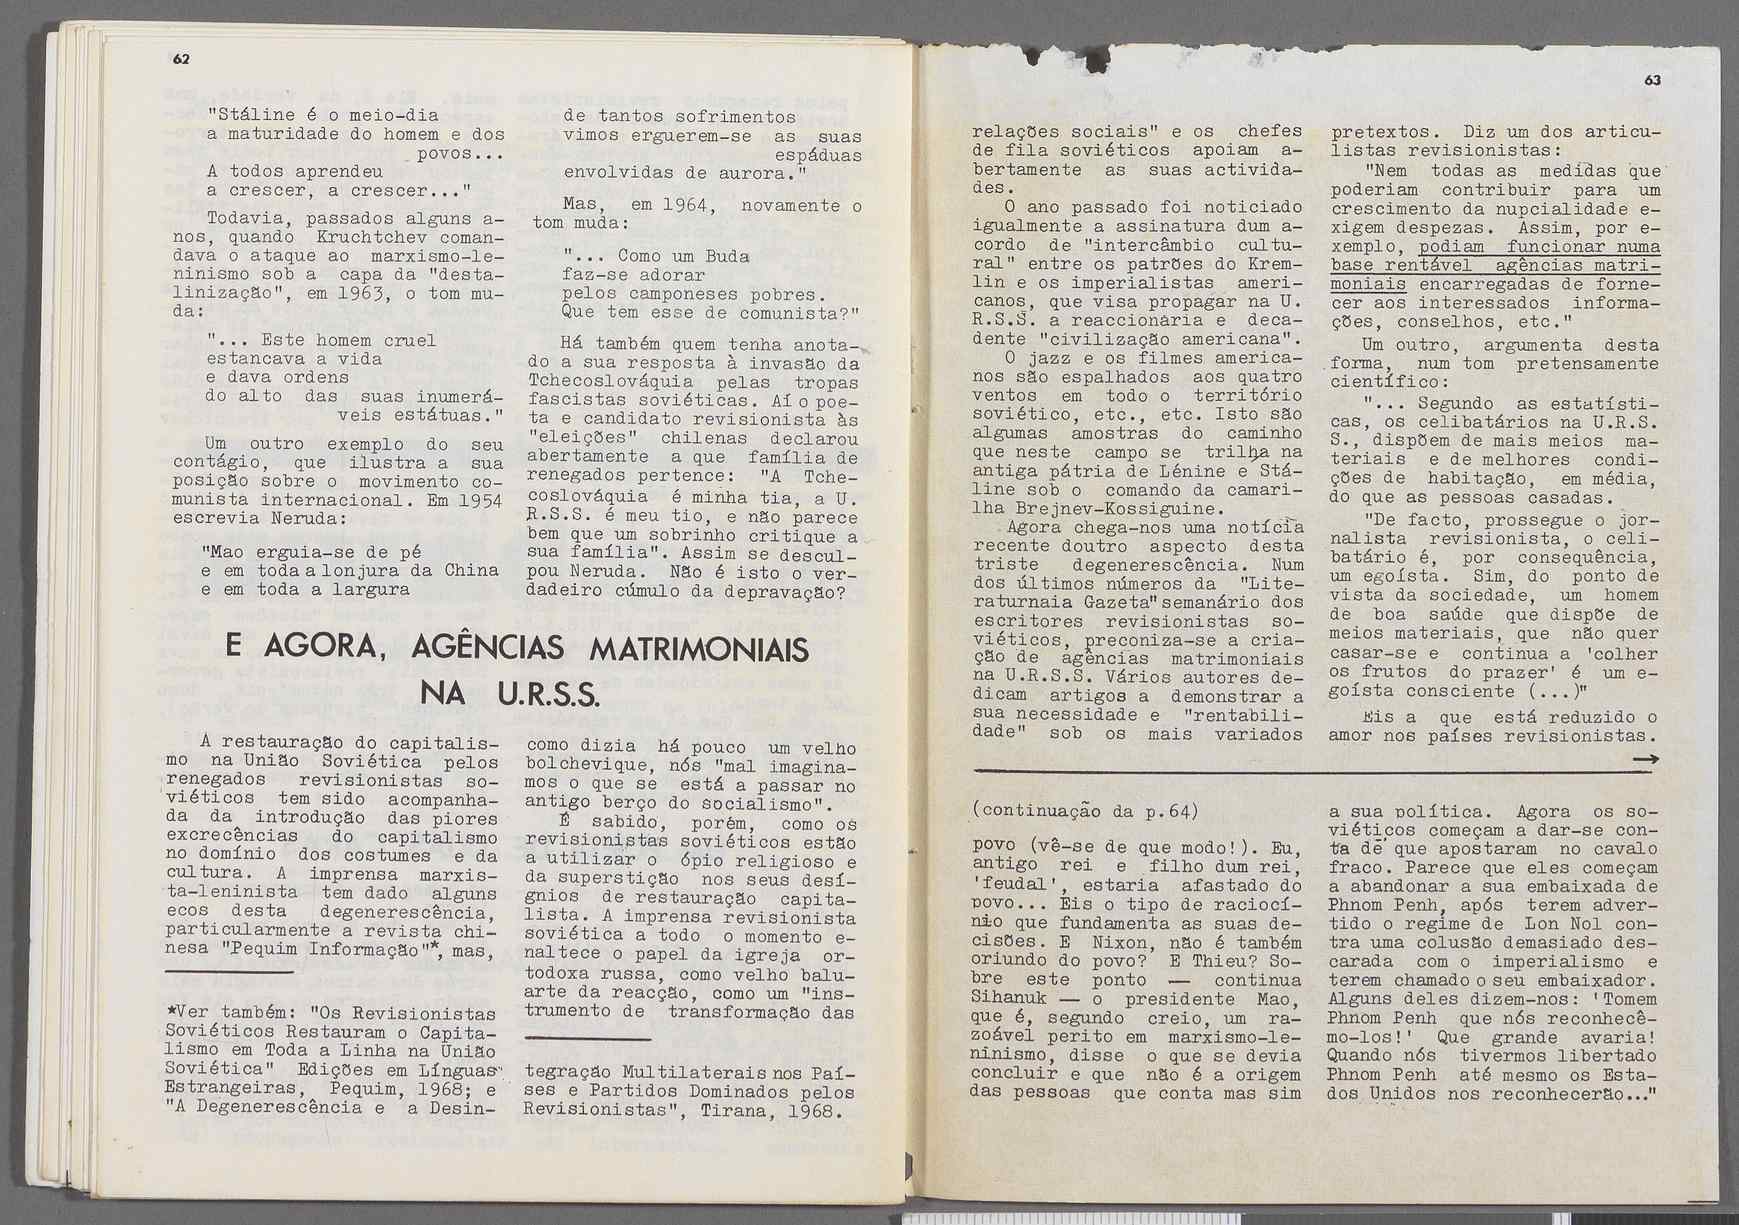 62
"Stáline é o meio-dia
a maturidade do homem e dos
povos...
A todos aprendeu
a crescer, a crescer..."
Todavia, passados alguns a-
nos, quando Kruchtchev coman-
dava o ataque ao marxismo-le-
ninismo sob a capa da "desta-
linização", em 1963, o tom mu-
da:
"... Este homem cruel
estancava a vida
e dava ordens
do alto das suas inumerá-
veis estátuas."
Um outro exemplo do seu
contágio, que ilustra a sua
posição sobre o movimento co-
munista internacional. Em 1954
escrevia Neruda:
"Mao erguia-se de pé
e em toda a lonjura da China
e em toda a largura
de tantos sofrimentos
vimos erguerem-se as suas
espáduas
envolvidas de aurora."
Mas, em 1964, novamente o
tom muda:
"... Como um Buda
faz-se adorar
pelos camponeses pobres.
Que tem esse de comunista?"
Há também quem tenha anota-
do a sua resposta à invasão da
Tchecoslováquia pelas tropas
fascistas soviéticas. Aí o poe-
ta e candidato revisionista às
"eleições" chilenas declarou
abertamente a que família de
renegados pertence: "A Tche-
coslováquia é minha tia, a U.
R.S.S. é meu tio, e não parece
bem que um sobrinho critique a
sua família". Assim se descul-
pou Neruda. Não é isto o ver-
dadeiro cúmulo da depravação?
E AGORA, AGÊNCIAS MATRIMONIAIS
NA U.R.S.S.
A restauração do capitalis-
mo na União Soviética pelos
renegados revisionistas so-
viéticos tem sido acompanha-
da da introdução das piores
excrecências do capitalismo
no domínio dos costumes e da
cultura. A imprensa marxis-
ta-leninista tem dado alguns
ecos desta degenerescência,
particularmente a revista chi-
nesa "Pequim Informação"*, mas,
*Ver também: "Os Revisionistas
Soviéticos Restauram o Capita-
lismo em Toda a Linha na União
Soviética" Edições em Línguas
Estrangeiras, Pequim, 1968; e
"A Degenerescência e a Desin-
como dizia há pouco um velho
bolchevique, nós "mal imagina-
mos o que se está a passar no
antigo berço do socialismo".
É sabido, porém, como os
revisionistas soviéticos estão
a utilizar o ópio religioso e
da superstição nos seus desí-
gnios de restauração capita-
lista. A imprensa revisionista
soviética a todo o momento e-
naltece o papel da igreja or-
todoxa russa, como velho balu-
arte da reacção, como um "ins-
trumento de transformação das
tegração Multilaterais nos Paí-
ses e Partidos Dominados pelos
Revisionistas", Tirana, 1968.
63
relações sociais" e os chefes
de fila soviéticos apoiam a-
bertamente as suas activida-
des.
O ano passado foi noticiado
igualmente a assinatura dum a-
cordo de "intercâmbio cultu-
ral" entre os patrões do Krem-
lin e os imperialistas ameri-
canos, que visa propagar na U.
R.S.S. a reaccionária e deca-
dente "civilização americana".
O jazz e os filmes america-
nos são espalhados aos quatro
ventos em todo o território
soviético, etc., etc. Isto são
algumas amostras do caminho
que neste campo se trilha na
antiga pátria de Lénine e Stá-
line sob o comando da camari-
lha Brejnev-Kossiguine.
Agora chega-nos uma notícia
recente doutro aspecto desta
triste degenerescência. Num
dos últimos números da "Lite-
raturnaia Gazeta" semanário dos
escritores revisionistas so-
viéticos, preconiza-se a cria-
ção de agências matrimoniais
na U.R.S.S. Vários autores de-
dicam artigos a demonstrar a
sua necessidade e "rentabili-
dade" sob os mais variados
pretextos. Diz um dos articu-
listas revisionistas:
"Nem todas as medidas que
poderiam contribuir para um
crescimento da nupcialidade e-
xigem despezas. Assim, por e-
xemplo, podiam funcionar numa
base rentável agências matri-
moniais encarregadas de forne-
cer aos interessados informa-
ções, conselhos, etc."
Um outro, argumenta desta
forma, num tom pretensamente
científico:
"... Segundo as estatísti-
cas, os celibatários na U.R.S.
S., dispõem de mais meios ma-
teriais e de melhores condi-
ções de habitação, em média,
do que as pessoas casadas.
"De facto, prossegue o jor-
nalista revisionista, o celi-
batário é, por consequência,
um egoísta. Sim, do ponto de
vista da sociedade, um homem
de boa saúde que dispõe de
meios materiais, que não quer
casar-se e continua a 'colher
os frutos do prazer' é um e-
goísta consciente (...)"
Eis a que está reduzido o
amor nos países revisionistas.
→
(continuação da p.64)
povo (vê-se de que modo!). Eu,
antigo rei e filho dum rei,
'feudal', estaria afastado do
povo... Eis o tipo de raciocí-
nio que fundamenta as suas de-
cisões. E Nixon, não é também
oriundo do povo? E Thieu? So-
bre este ponto — continua
Sihanuk — o presidente Mao,
que é, segundo creio, um ra-
zoável perito em marxismo-le-
ninismo, disse o que se devia
concluir e que não é a origem
das pessoas que conta mas sim
a sua política. Agora os so-
viéticos começam a dar-se con-
ta de que apostaram no cavalo
fraco. Parece que eles começam
a abandonar a sua embaixada de
Phnom Penh, após terem adver-
tido o regime de Lon Nol con-
tra uma colusão demasiado des-
carada com o imperialismo e
terem chamado o seu embaixador.
Alguns deles dizem-nos: 'Tomem
Phnom Penh que nós reconhecê-
mo-los!' Que grande avaria!
Quando nós tivermos libertado
Phnom Penh até mesmo os Esta-
dos Unidos nos reconhecerão..."